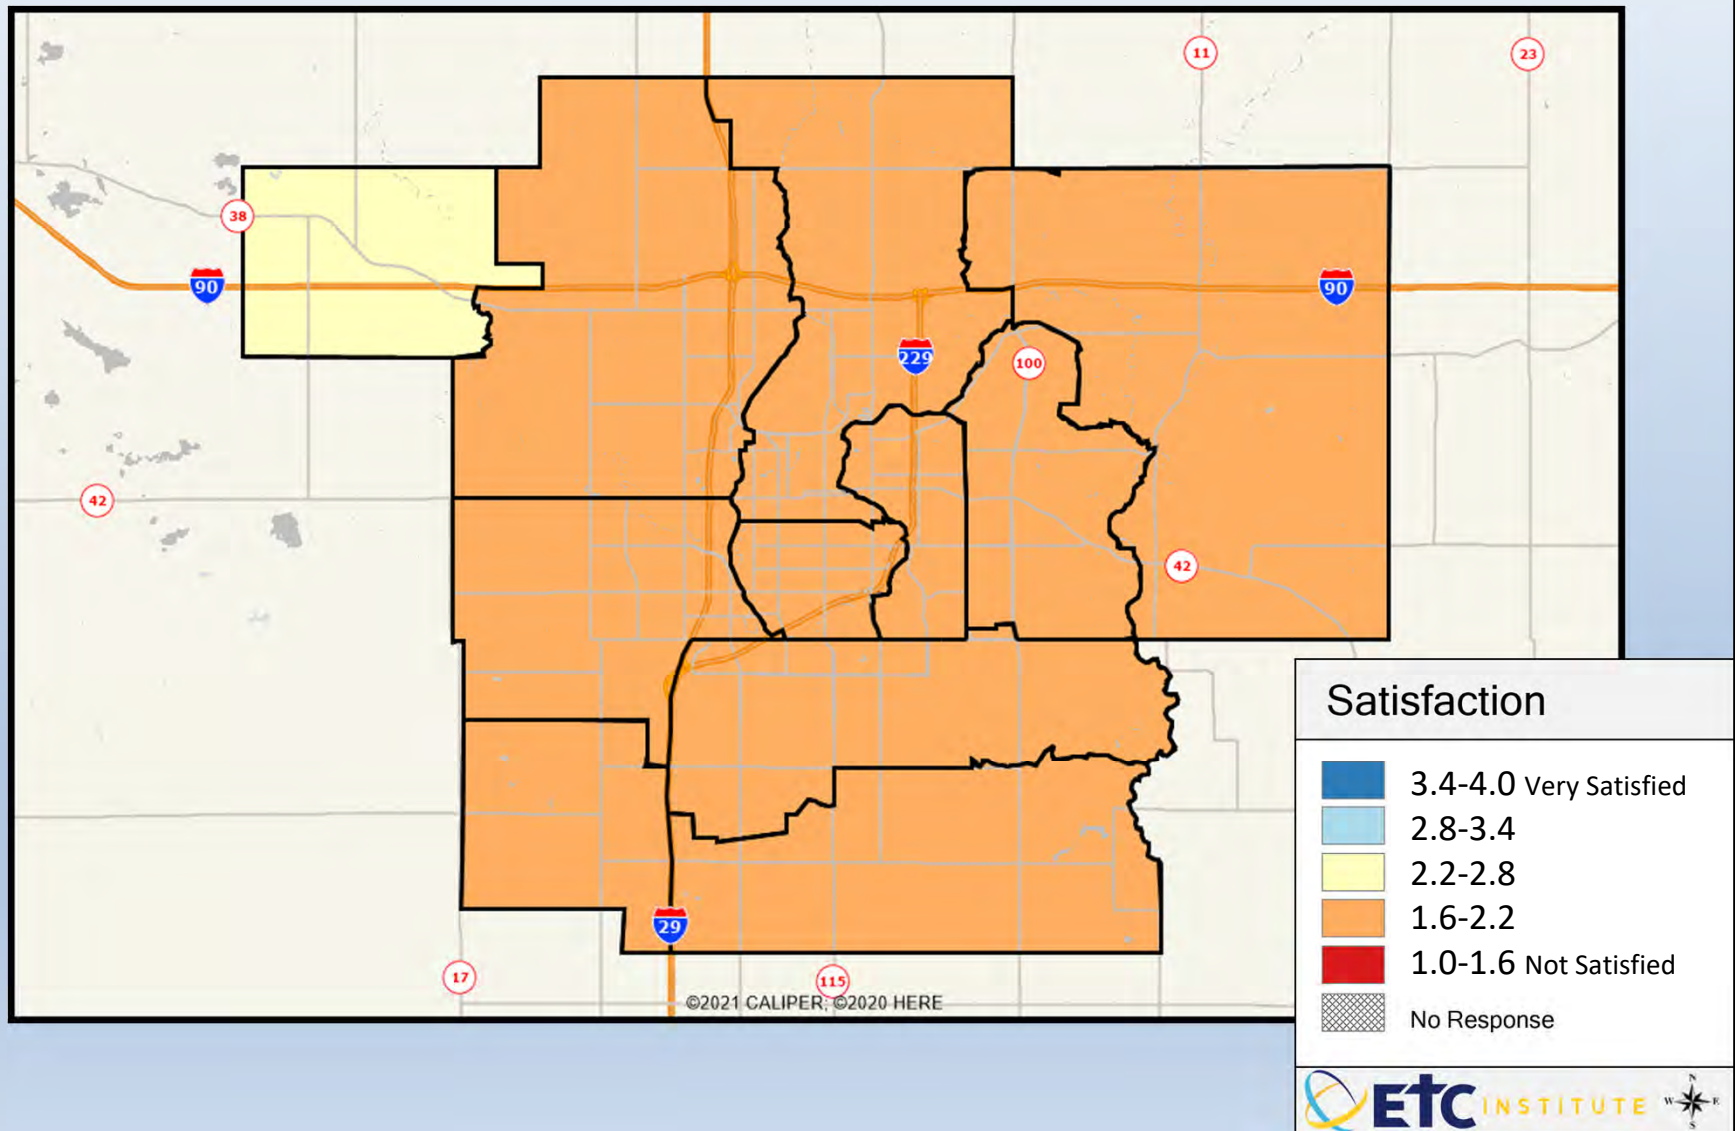 11
23
38
90
90
229
100
42
42
29
17
115
©2021 CALIPER; ©2020 HERE
Satisfaction
3.4-4.0 Very Satisfied
2.8-3.4
2.2-2.8
1.6-2.2
1.0-1.6 Not Satisfied
No Response
N
ETC INSTITUTE W E
S